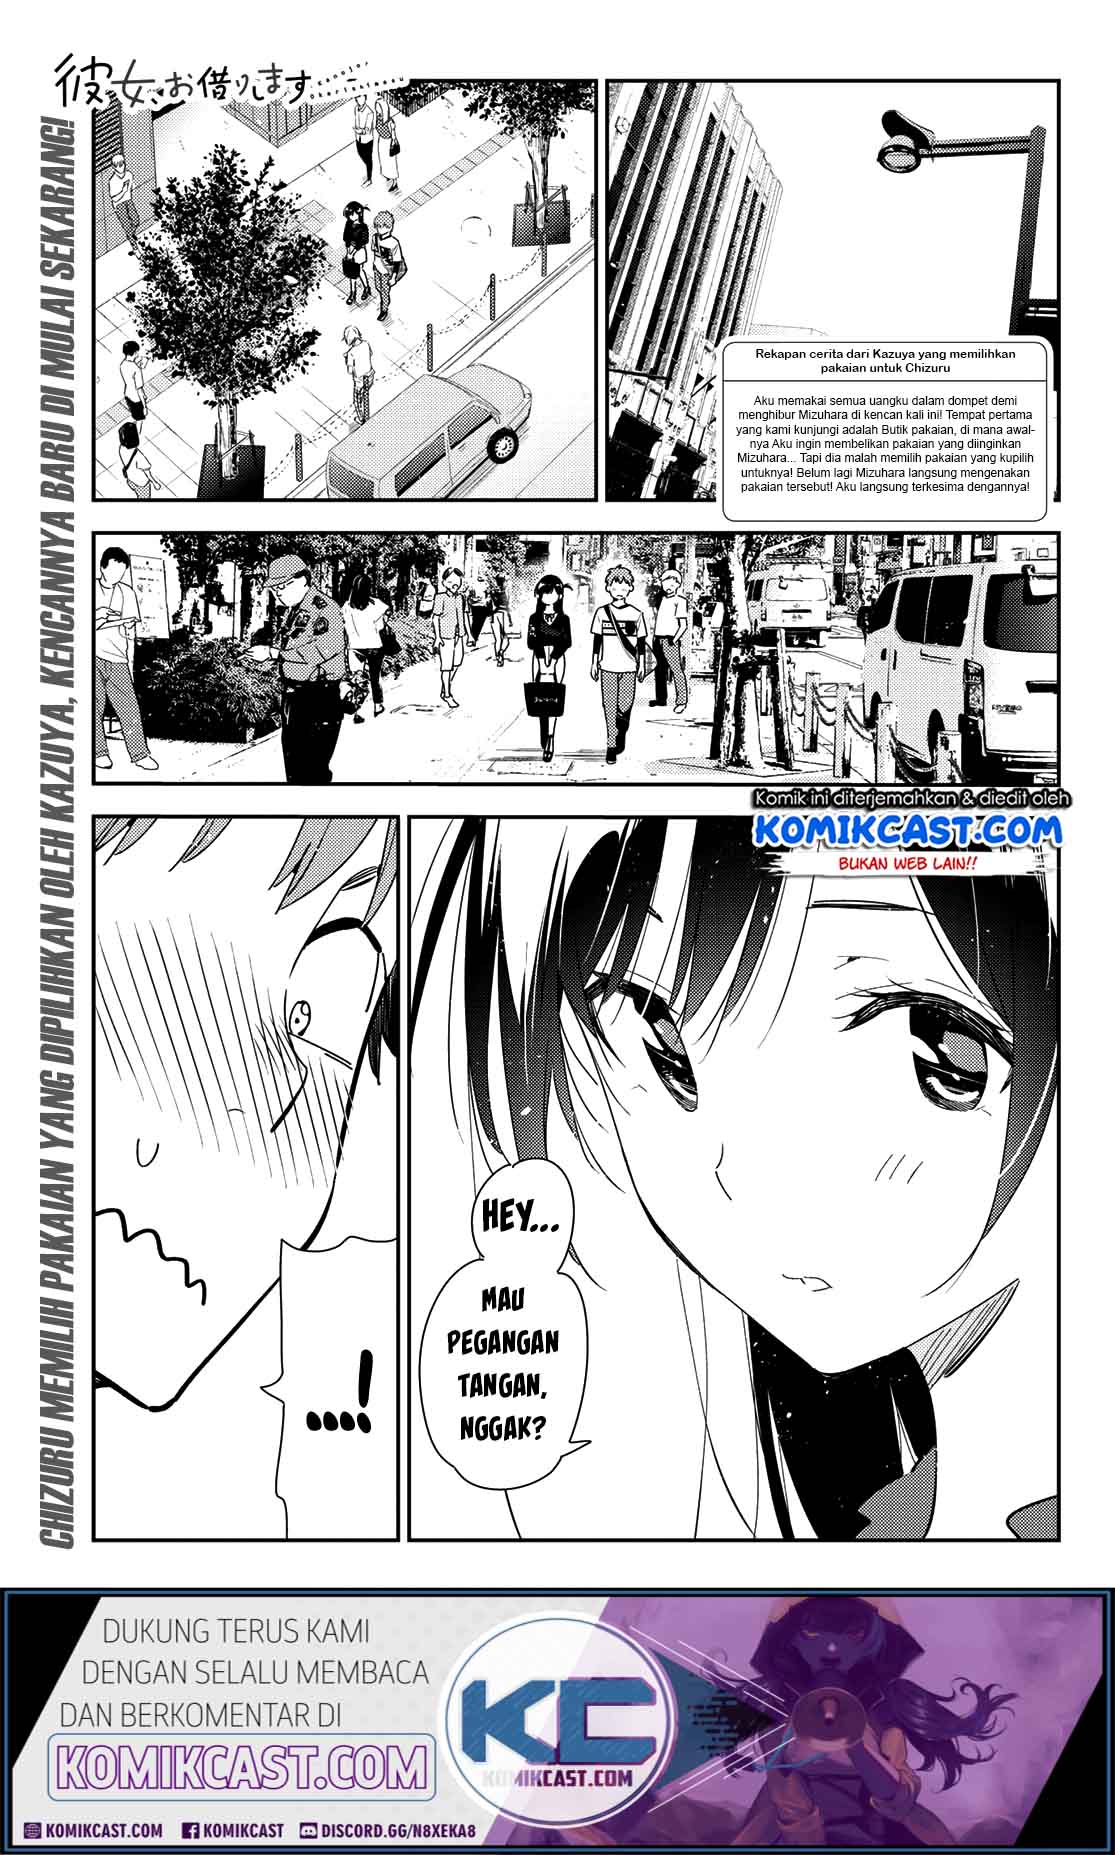 彼女、お借りします
CHIZURU MEMILIH PAKAIAN YANG DIPILIHKAN OLEH KAZUYA, KENCANNYA BARU DI MULAI SEKARANG!
Rekapan cerita dari Kazuya yang memilihkan
pakaian untuk Chizuru
Aku memakai semua uangku dalam dompet demi
menghibur Mizuhara di kencan kali ini! Tempat pertama
yang kami kunjungi adalah Butik pakaian, di mana awal-
nya Aku ingin membelikan pakaian yang diinginkan
Mizuhara... Tapi dia malah memilih pakaian yang kupilih
untuknya! Belum lagi Mizuhara langsung mengenakan
pakaian tersebut! Aku langsung terkesima dengannya!
Komik ini diterjemahkan & diedit oleh
KOMIKCAST.COM
BUKAN WEB LAIN!!
HEY...
MAU
PEGANGAN
TANGAN,
NGGAK?
....!
DUKUNG TERUS KAMI
DENGAN SELALU MEMBACA
DAN BERKOMENTAR DI
KOMIKCAST.COM
KC
KOMIKCAST.COM
KOMIKCAST.COM KOMIKCAST DISCORD.GG/N8XEKA8